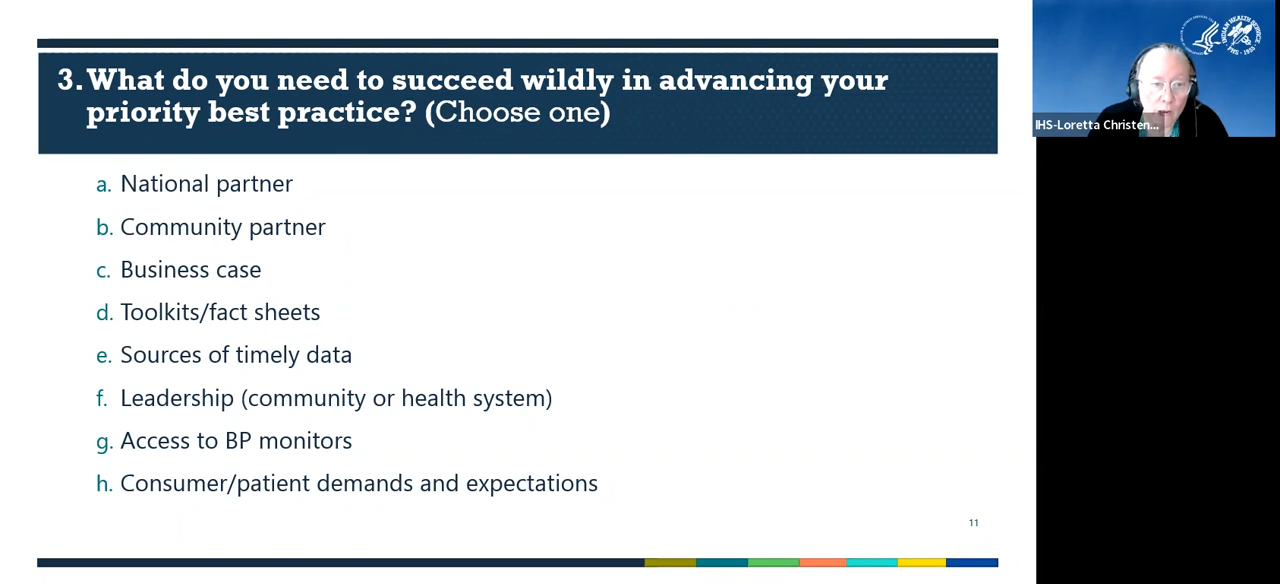 3. What do you need to succeed wildly in advancing your
priority best practice? (Choose one)
a. National partner
b. Community partner
c. Business case
d. Toolkits/fact sheets
e. Sources of timely data
f. Leadership (community or health system)
g. Access to BP monitors
h. Consumer/patient demands and expectations
11
IHS-Loretta Christen...